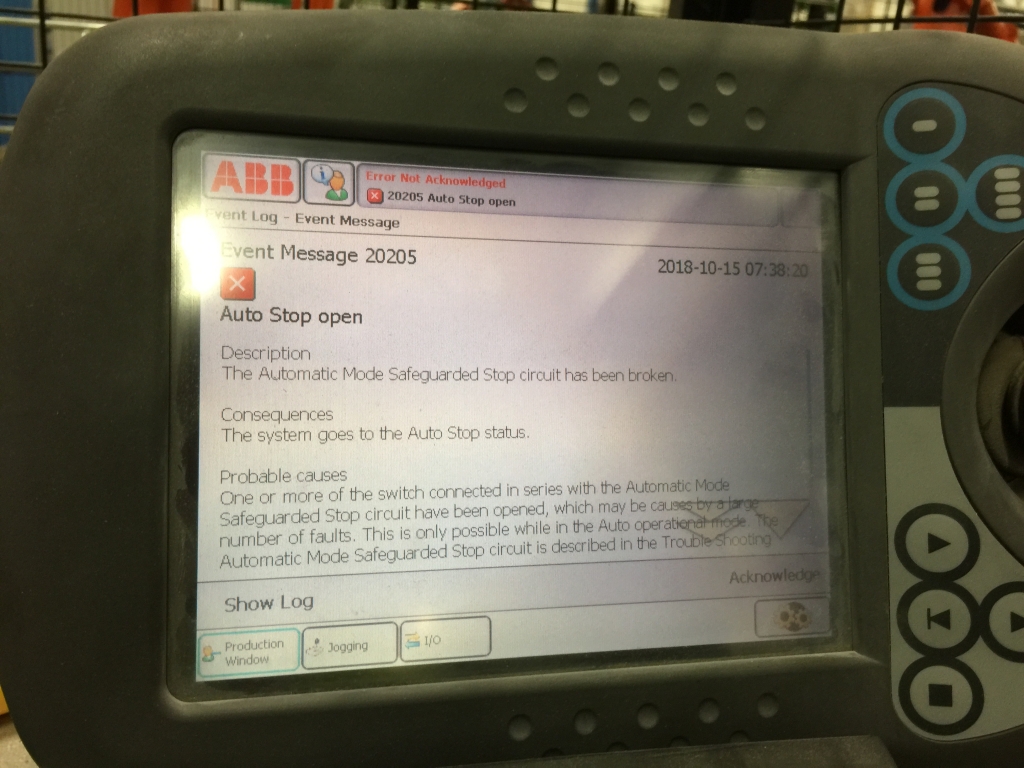 ABB
Error Not Acknowledged
20205 Auto Stop open
Event Log - Event Message
Event Message 20205
2018-10-15 07:38:20
Auto Stop open
Description
The Automatic Mode Safeguarded Stop circuit has been broken.
Consequences
The system goes to the Auto Stop status.
Probable causes
One or more of the switch connected in series with the Automatic Mode
Safeguarded Stop circuit have been opened, which may be causes by a large
number of faults. This is only possible while in the Auto operational mode. The
Automatic Mode Safeguarded Stop circuit is described in the Trouble Shooting
Acknowledge
Show Log
Production
Window
Jogging
I/O